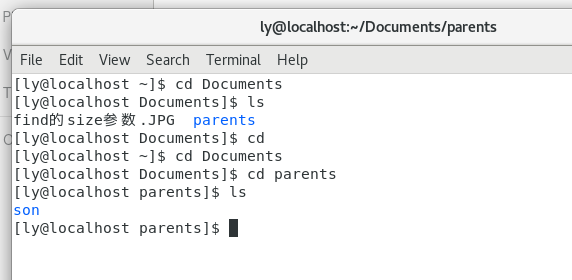 P
ly@localhost:~/Documents/parents
V
File Edit View Search Terminal Help
T
[ly@localhost ~]$ cd Documents
[ly@localhost Documents]$ ls
find的size参数.JPG  parents
[ly@localhost Documents]$ cd
[ly@localhost ~]$ cd Documents
[ly@localhost Documents]$ cd parents
[ly@localhost parents]$ ls
son
[ly@localhost parents]$